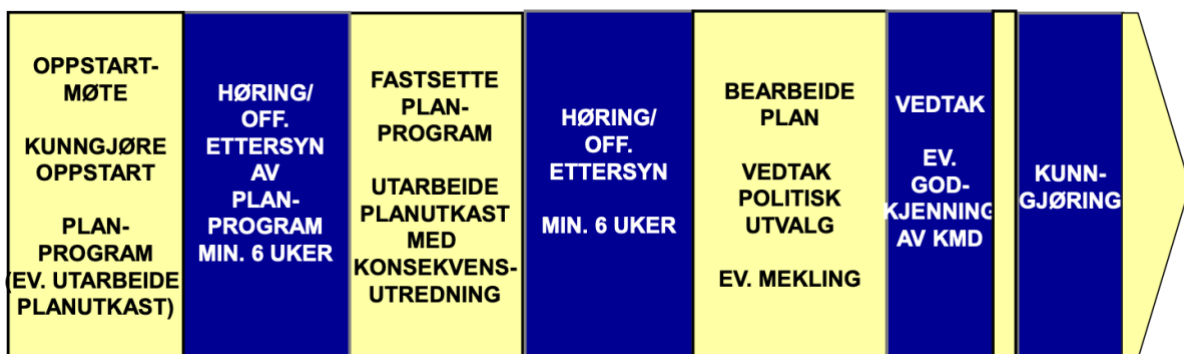 OPPSTART-
MØTE
KUNNGJØRE
OPPSTART
PLAN-
PROGRAM
(EV. UTARBEIDE
PLANUTKAST)
HØRING/
OFF.
ETTERSYN
AV
PLAN-
PROGRAM
MIN. 6 UKER
FASTSETTE
PLAN-
PROGRAM
UTARBEIDE
PLANUTKAST
MED
KONSEKVENS-
UTREDNING
HØRING/
OFF.
ETTERSYN
MIN. 6 UKER
BEARBEIDE
PLAN
VEDTAK
POLITISK
UTVALG
EV. MEKLING
VEDTAK
EV.
GOD-
KJENNING
AV KMD
KUNN-
GJØRING